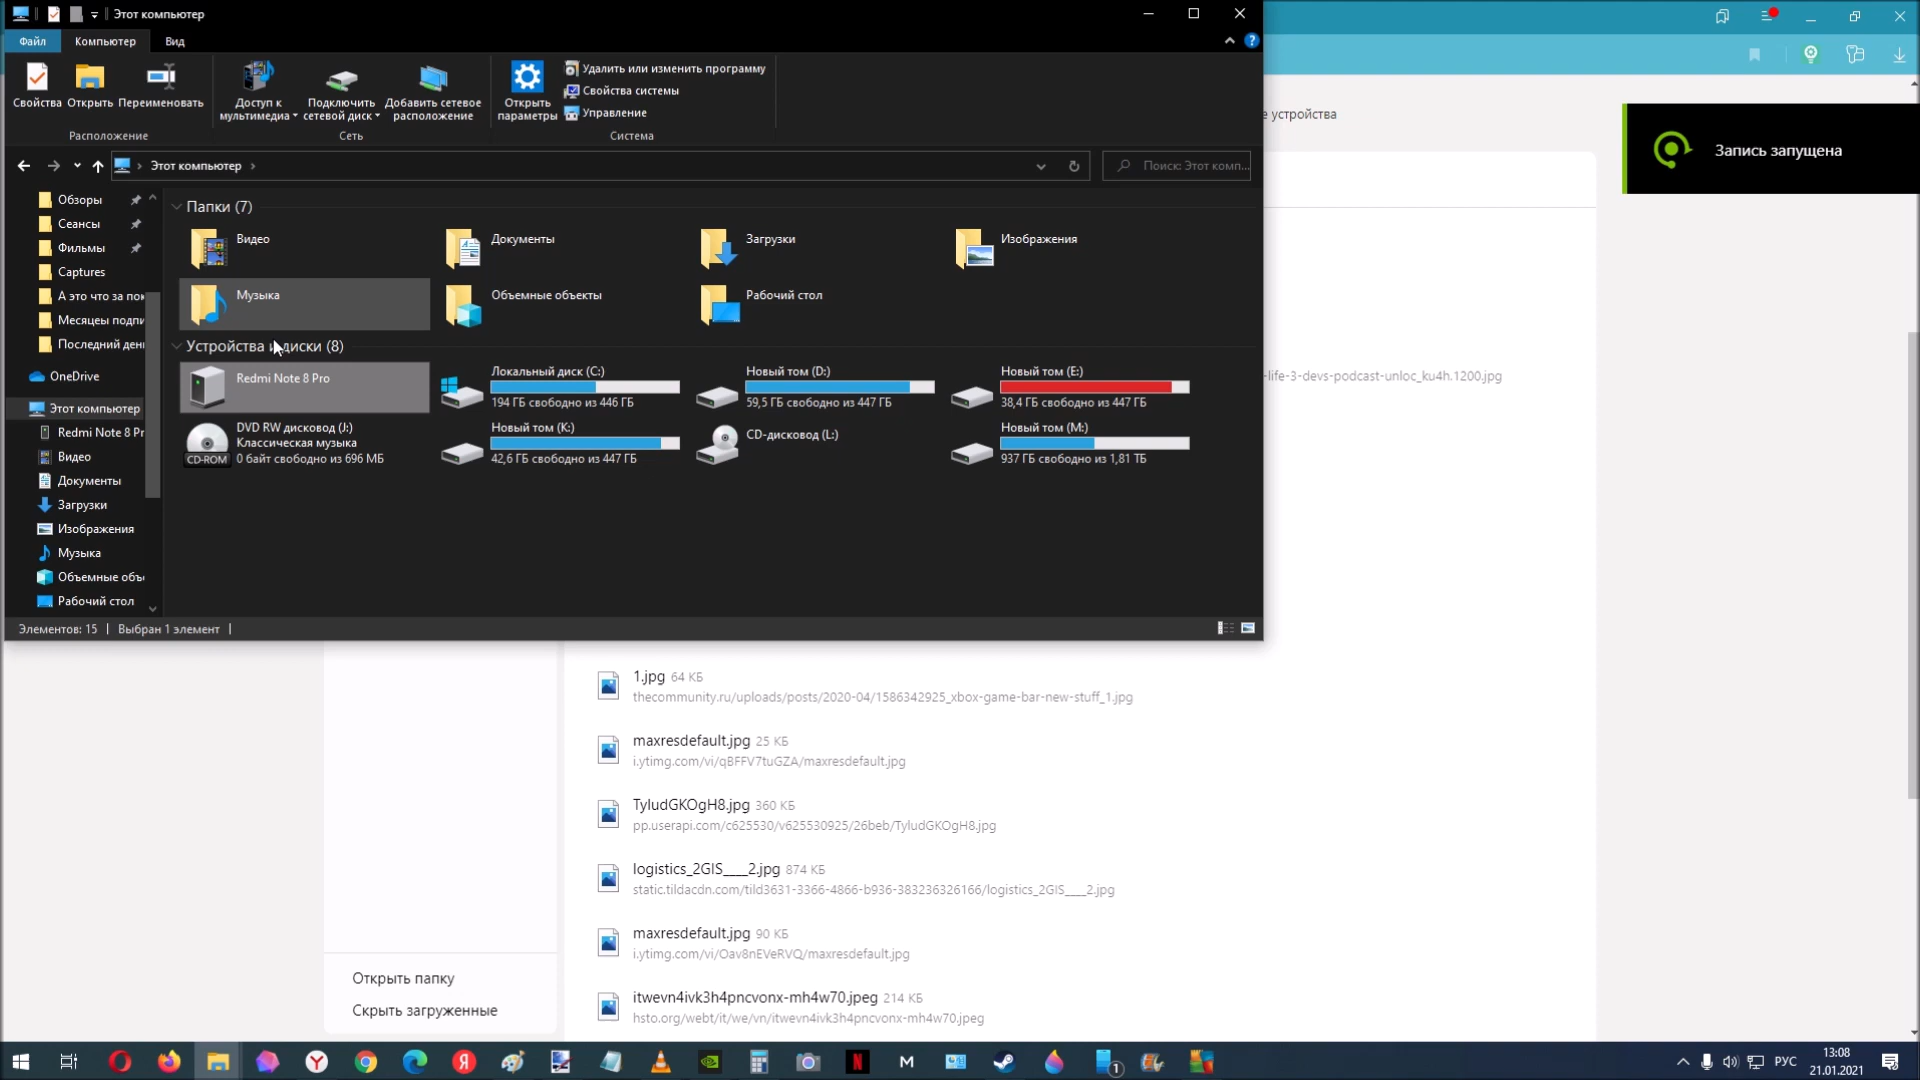 Этот компьютер
Файл
Компьютер
Вид
Свойства
Открыть
Переименовать
Доступ к мультимедиа
Подключить сетевой диск
Добавить сетевое расположение
Открыть параметры
Удалить или изменить программу
Свойства системы
Управление
Расположение
Сеть
Система
Этот компьютер
Поиск: Этот комп...
Обзоры
Сеансы
Фильмы
Captures
А это что за пок
Месяцеы подпи
Последний ден
OneDrive
Этот компьютер
Redmi Note 8 Pr
Видео
Документы
Загрузки
Изображения
Музыка
Объемные объ
Рабочий стол
Папки (7)
Видео
Документы
Загрузки
Изображения
Музыка
Объемные объекты
Рабочий стол
Устройства и диски (8)
Redmi Note 8 Pro
Локальный диск (C:)
194 ГБ свободно из 446 ГБ
Новый том (D:)
59,5 ГБ свободно из 447 ГБ
Новый том (E:)
38,4 ГБ свободно из 447 ГБ
DVD RW дисковод (J:)
Классическая музыка
0 байт свободно из 696 МБ
CD-ROM
Новый том (K:)
42,6 ГБ свободно из 447 ГБ
CD-дисковод (L:)
Новый том (M:)
937 ГБ свободно из 1,81 ТБ
Элементов: 15
Выбран 1 элемент
е устройства
Запись запущена
-life-3-devs-podcast-unloc_ku4h.1200.jpg
1.jpg 64 КБ
thecommunity.ru/uploads/posts/2020-04/1586342925_xbox-game-bar-new-stuff_1.jpg
maxresdefault.jpg 25 КБ
i.ytimg.com/vi/qBFFV7tuGZA/maxresdefault.jpg
TyludGKOgH8.jpg 360 КБ
pp.userapi.com/c625530/v625530925/26beb/TyludGKOgH8.jpg
logistics_2GIS____2.jpg 874 КБ
static.tildacdn.com/tild3631-3366-4866-b936-383236326166/logistics_2GIS____2.jpg
maxresdefault.jpg 90 КБ
i.ytimg.com/vi/Oav8nEVeRVQ/maxresdefault.jpg
itwevn4ivk3h4pncvonx-mh4w70.jpeg 214 КБ
hsto.org/webt/it/we/vn/itwevn4ivk3h4pncvonx-mh4w70.jpeg
Открыть папку
Скрыть загруженные
РУС
13:08
21.01.2021